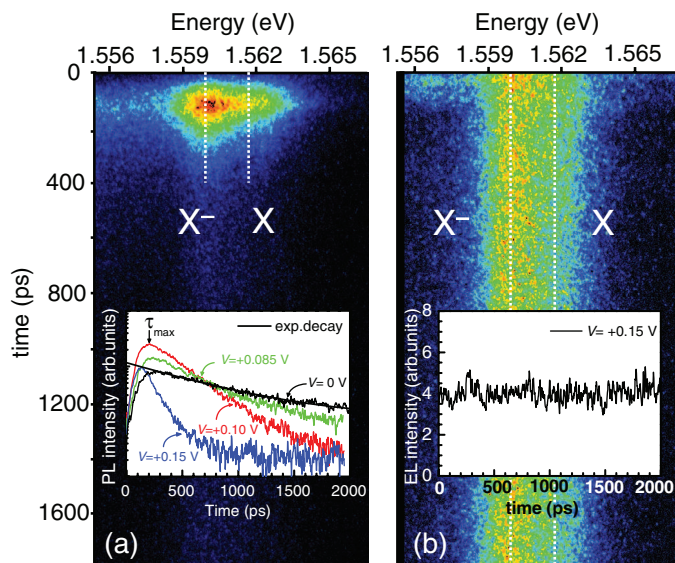 Energy (eV)
1.556 1.559 1.562 1.565
Energy (eV)
1.556 1.559 1.562 1.565
time (ps)
0
400
800
1200
1600
X⁻ X
X⁻ X
PL intensity (arb.units)
τmax
exp.decay
V=+0.085 V
V= 0 V
V=+0.10 V
V=+0.15 V
0 500 1000 1500 2000
Time (ps)
(a)
EL intensity (arb.units)
8
6
4
2
0
V= +0.15 V
0 500 1000 1500 2000
time (ps)
(b)